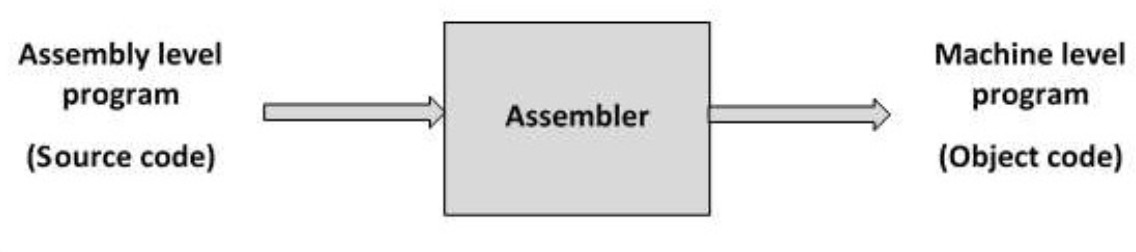 Assembly level
program
(Source code)
Assembler
Machine level
program
(Object code)